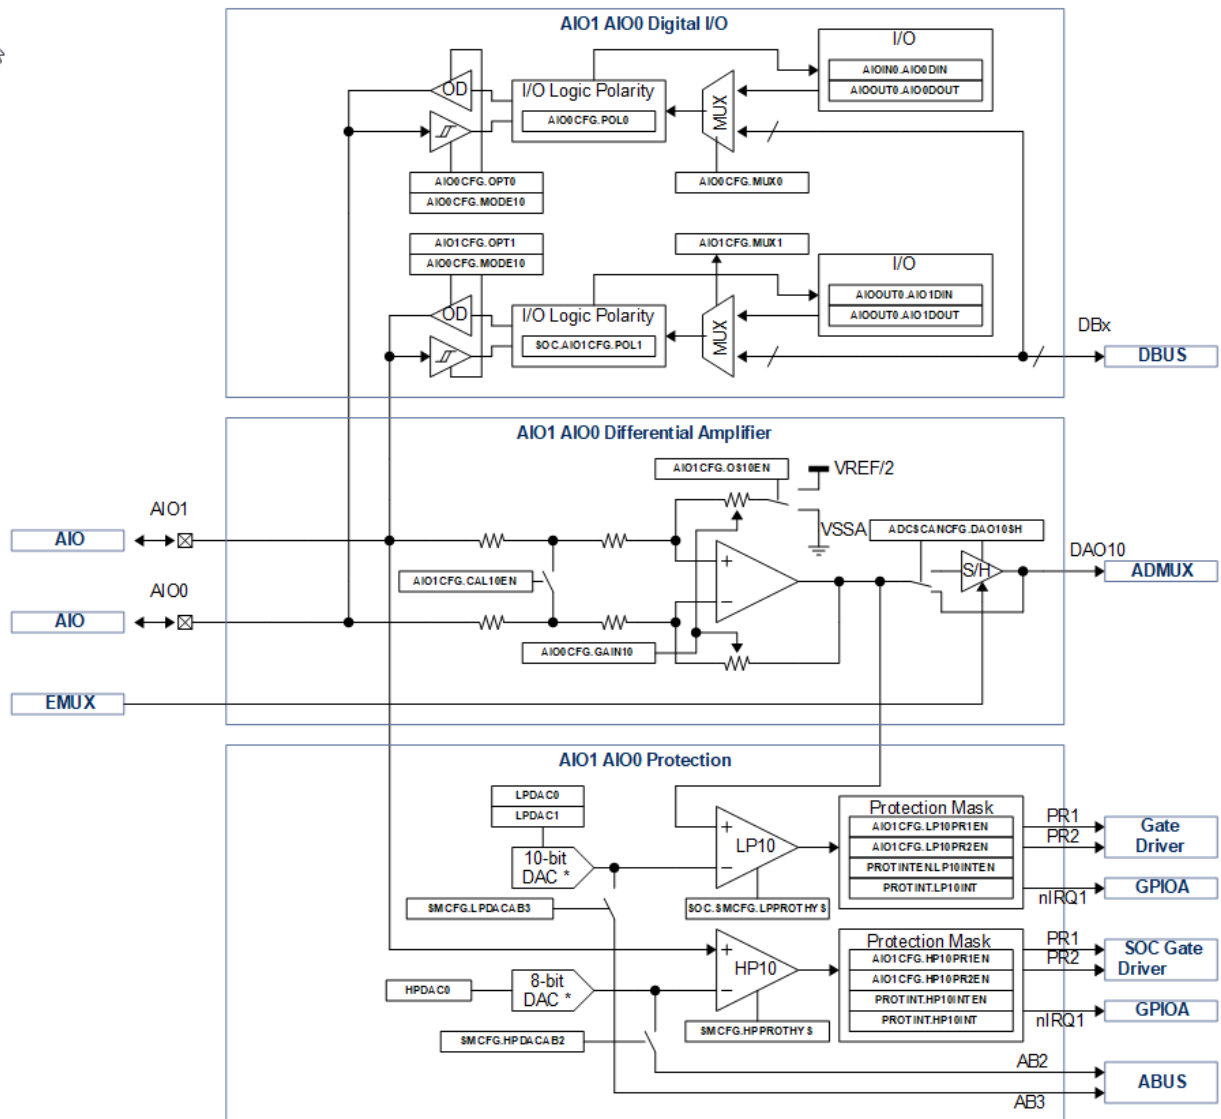 AIO1 AIO0 Digital I/O
I/O
AIOIN0.AIO0DIN
AIOOUT0.AIO0DOUT
OD
I/O Logic Polarity
AIO0CFG.POL0
MUX
AIO0CFG.OPT0
AIO0CFG.MODE10
AIO0CFG.MUX0
AIO1CFG.OPT1
AIO0CFG.MODE10
AIO1CFG.MUX1
I/O
AIOOUT0.AIO1DIN
AIOOUT0.AIO1DOUT
OD
I/O Logic Polarity
SOC.AIO1CFG.POL1
MUX
DBx
DBUS
AIO1 AIO0 Differential Amplifier
AIO1CFG.OS10EN
VREF/2
VSSA
ADCSCANCFG.DAO10SH
AIO1
AIO
+
S/H
DAO10
ADMUX
AIO1CFG.CAL10EN
AIO0
AIO
−
AIO0CFG.GAIN10
EMUX
AIO1 AIO0 Protection
LPDAC0
LPDAC1
10-bit
DAC *
+
LP10
−
Protection Mask
AIO1CFG.LP10PR1EN
AIO1CFG.LP10PR2EN
PROTINTEN.LP10INTEN
PROTINT.LP10INT
PR1
PR2
Gate
Driver
nIRQ1
GPIOA
SMCFG.LPDACAB3
SOC.SMCFG.LPPROTHYS
HPDAC0
8-bit
DAC *
+
HP10
−
Protection Mask
AIO1CFG.HP10PR1EN
AIO1CFG.HP10PR2EN
PROTINT.HP10INTEN
PROTINT.HP10INT
PR1
PR2
SOC Gate
Driver
nIRQ1
GPIOA
SMCFG.HPDACAB2
SMCFG.HPPROTHYS
AB2
AB3
ABUS